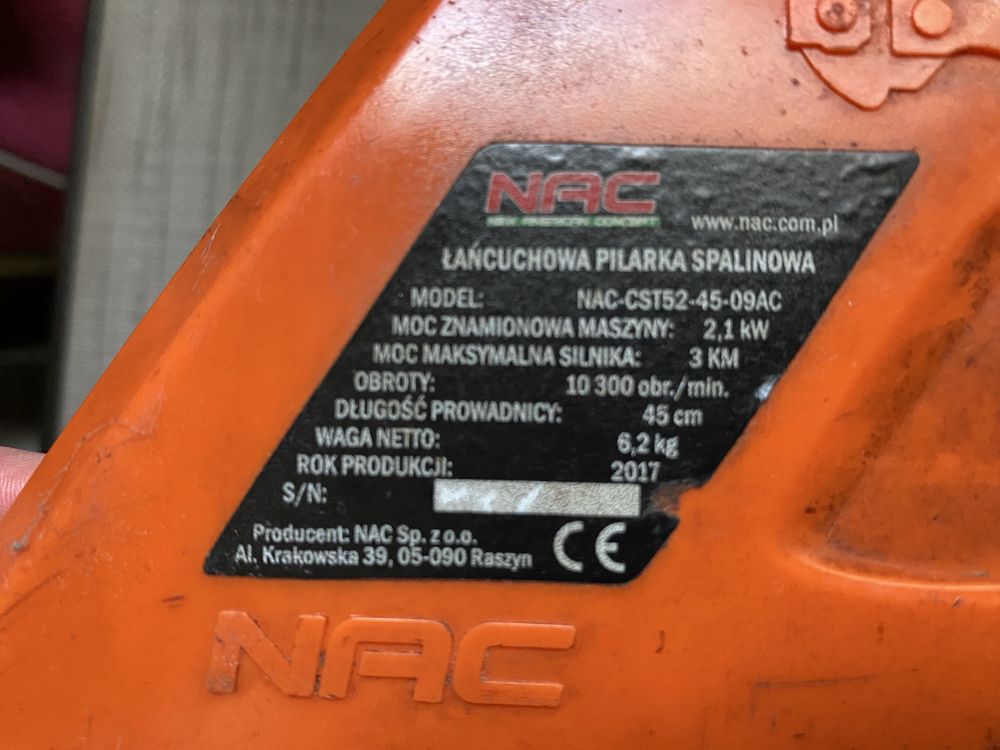 NAC
NEW AMERICAN CONCEPT
www.nac.com.pl
ŁAŃCUCHOWA PILARKA SPALINOWA
MODEL: NAC-CST52-45-09AC
MOC ZNAMIONOWA MASZYNY: 2,1 kW
MOC MAKSYMALNA SILNIKA: 3 KM
OBROTY: 10 300 obr./min.
DŁUGOŚĆ PROWADNICY: 45 cm
WAGA NETTO: 6,2 kg
ROK PRODUKCJI: 2017
S/N:
Producent: NAC Sp. z o.o.
Al. Krakowska 39, 05-090 Raszyn
CE
NAC